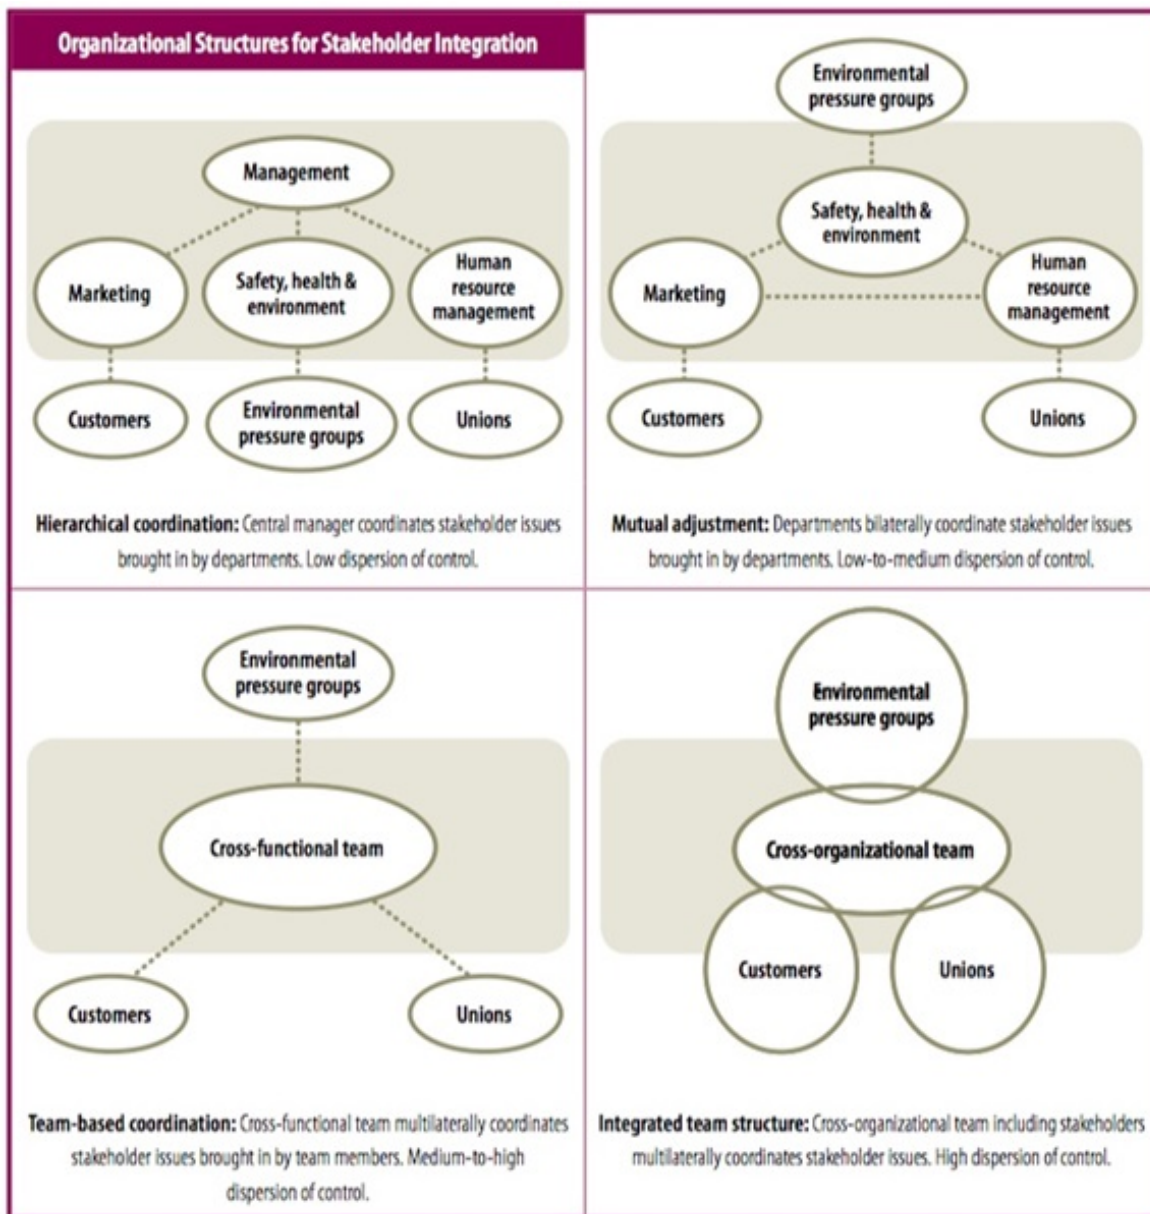 Organizational Structures for Stakeholder Integration
Management
Marketing
Safety, health &
environment
Human
resource
management
Customers
Environmental
pressure groups
Unions
Hierarchical coordination: Central manager coordinates stakeholder issues
brought in by departments. Low dispersion of control.
Environmental
pressure groups
Safety, health &
environment
Marketing
Human
resource
management
Customers
Unions
Mutual adjustment: Departments bilaterally coordinate stakeholder issues
brought in by departments. Low-to-medium dispersion of control.
Environmental
pressure groups
Cross-functional team
Customers
Unions
Team-based coordination: Cross-functional team multilaterally coordinates
stakeholder issues brought in by team members. Medium-to-high
dispersion of control.
Environmental
pressure groups
Cross-organizational team
Customers
Unions
Integrated team structure: Cross-organizational team including stakeholders
multilaterally coordinates stakeholder issues. High dispersion of control.